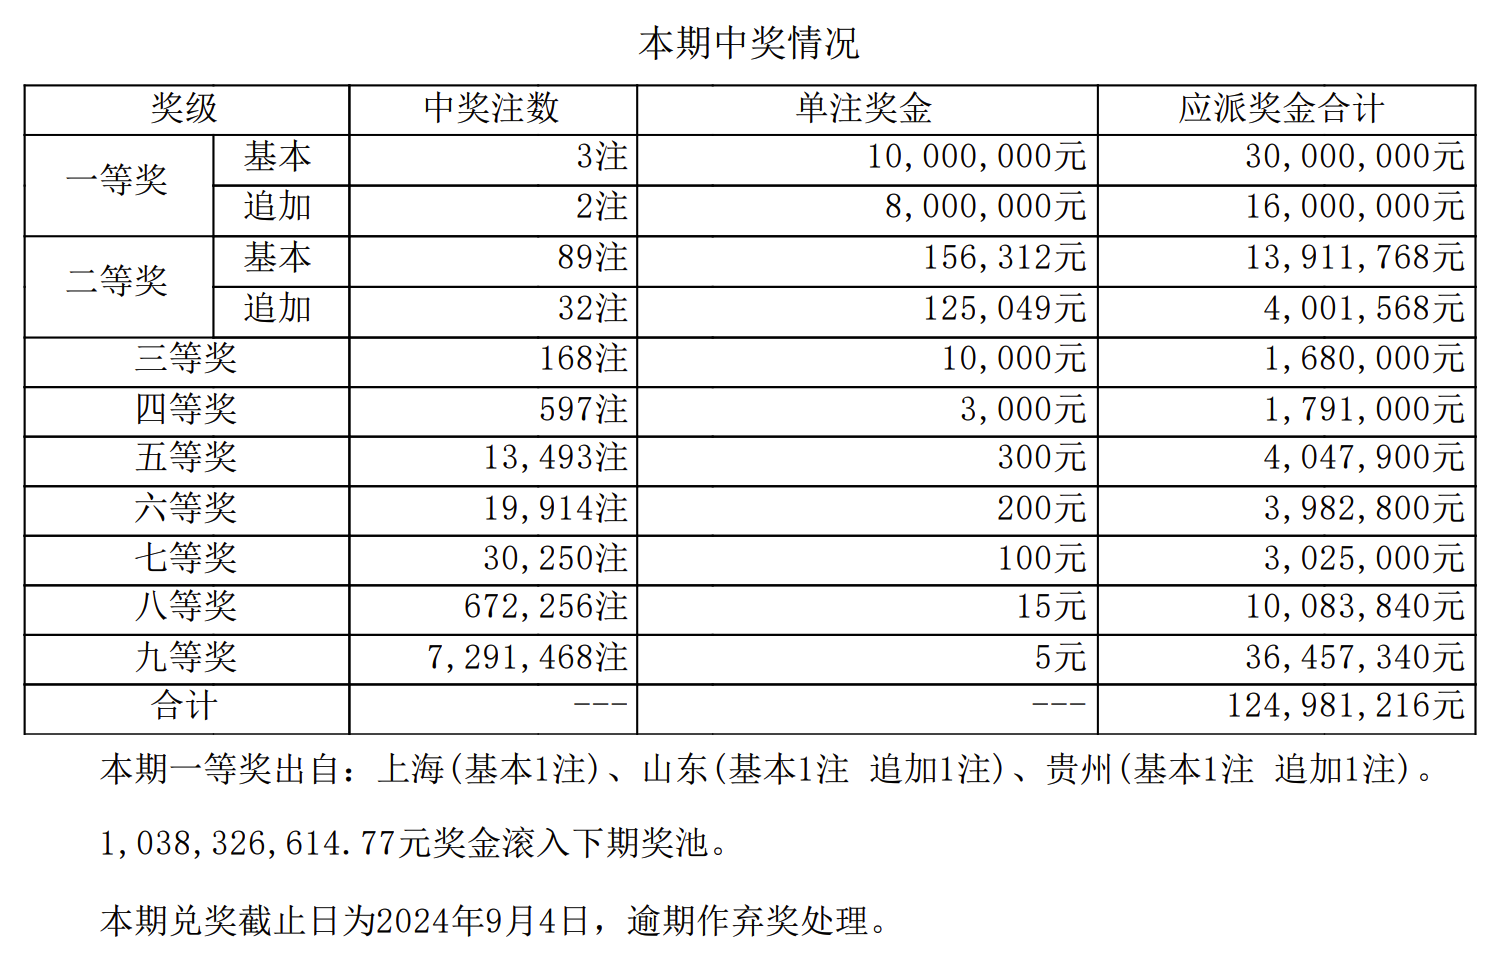 本期中奖情况
奖级 中奖注数 单注奖金 应派奖金合计
一等奖 基本 3注 10,000,000元 30,000,000元
追加 2注 8,000,000元 16,000,000元
二等奖 基本 89注 156,312元 13,911,768元
追加 32注 125,049元 4,001,568元
三等奖 168注 10,000元 1,680,000元
四等奖 597注 3,000元 1,791,000元
五等奖 13,493注 300元 4,047,900元
六等奖 19,914注 200元 3,982,800元
七等奖 30,250注 100元 3,025,000元
八等奖 672,256注 15元 10,083,840元
九等奖 7,291,468注 5元 36,457,340元
合计 --- --- 124,981,216元
本期一等奖出自：上海(基本1注)、山东(基本1注 追加1注)、贵州(基本1注 追加1注)。
1,038,326,614.77元奖金滚入下期奖池。
本期兑奖截止日为2024年9月4日，逾期作弃奖处理。